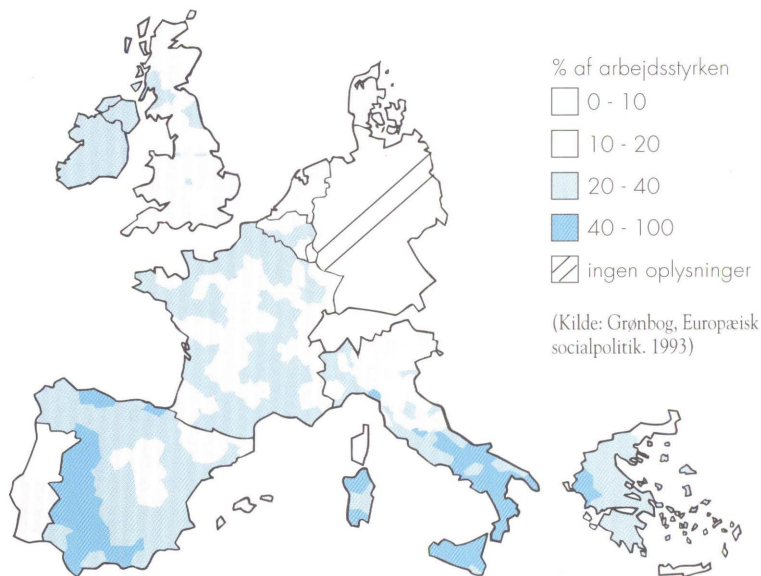 % af arbejdsstyrken
0 - 10
10 - 20
20 - 40
40 - 100
ingen oplysninger
(Kilde: Grønbog, Europæisk
socialpolitik. 1993)